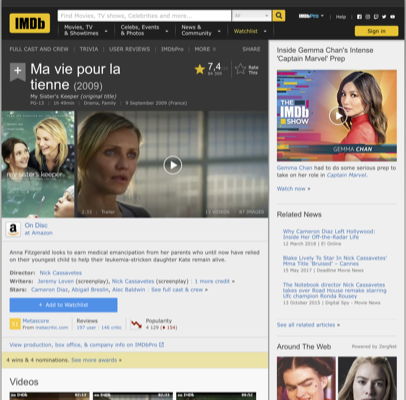 IMDb
Find Movies, TV shows, Celebrities and more...
All
IMDbPro
Help
Movies, TV & Showtimes
Celebs, Events & Photos
News & Community
Watchlist
Sign in
FULL CAST AND CREW | TRIVIA | USER REVIEWS | IMDbPro | MORE
SHARE
Ma vie pour la tienne (2009)
7,4
Rate This
My Sister's Keeper (original title)
PG-13 | 1h 49min | Drama, Family | 9 September 2009 (France)
my sister's keeper
2:32 | Trailer
On Disc
at Amazon
Anna Fitzgerald looks to earn medical emancipation from her parents who until now have relied
on their youngest child to help their leukemia-stricken daughter Kate remain alive.
Director: Nick Cassavetes
Writers: Jeremy Leven (screenplay), Nick Cassavetes (screenplay) | 1 more credit »
Stars: Cameron Diaz, Abigail Breslin, Alec Baldwin | See full cast & crew »
+ Add to Watchlist
Metascore
From metacritic.com
Reviews
197 user | 146 critic
Popularity
4 129
View production, box office, & company info on IMDbPro
4 wins & 4 nominations. See more awards »
Videos
Inside Gemma Chan's Intense
'Captain Marvel' Prep
THE
IMDb
SHOW
GEMMA CHAN
Gemma Chan had to do some serious prep
to take on her role in Captain Marvel.
Watch now »
Related News
Why Cameron Diaz Left Hollywood:
Inside Her Off-the-Radar Life
12 March 2018 | E! Online
Blake Lively To Star In Nick Cassavetes'
Mma Title 'Bruised' – Cannes
15 May 2017 | Deadline Movie News
The Notebook director Nick Cassavetes
takes over Road House remake starring
Ufc champion Ronda Rousey
13 October 2015 | Digital Spy - Movie News
See all related articles »
Around The Web
Powered by ZergNet